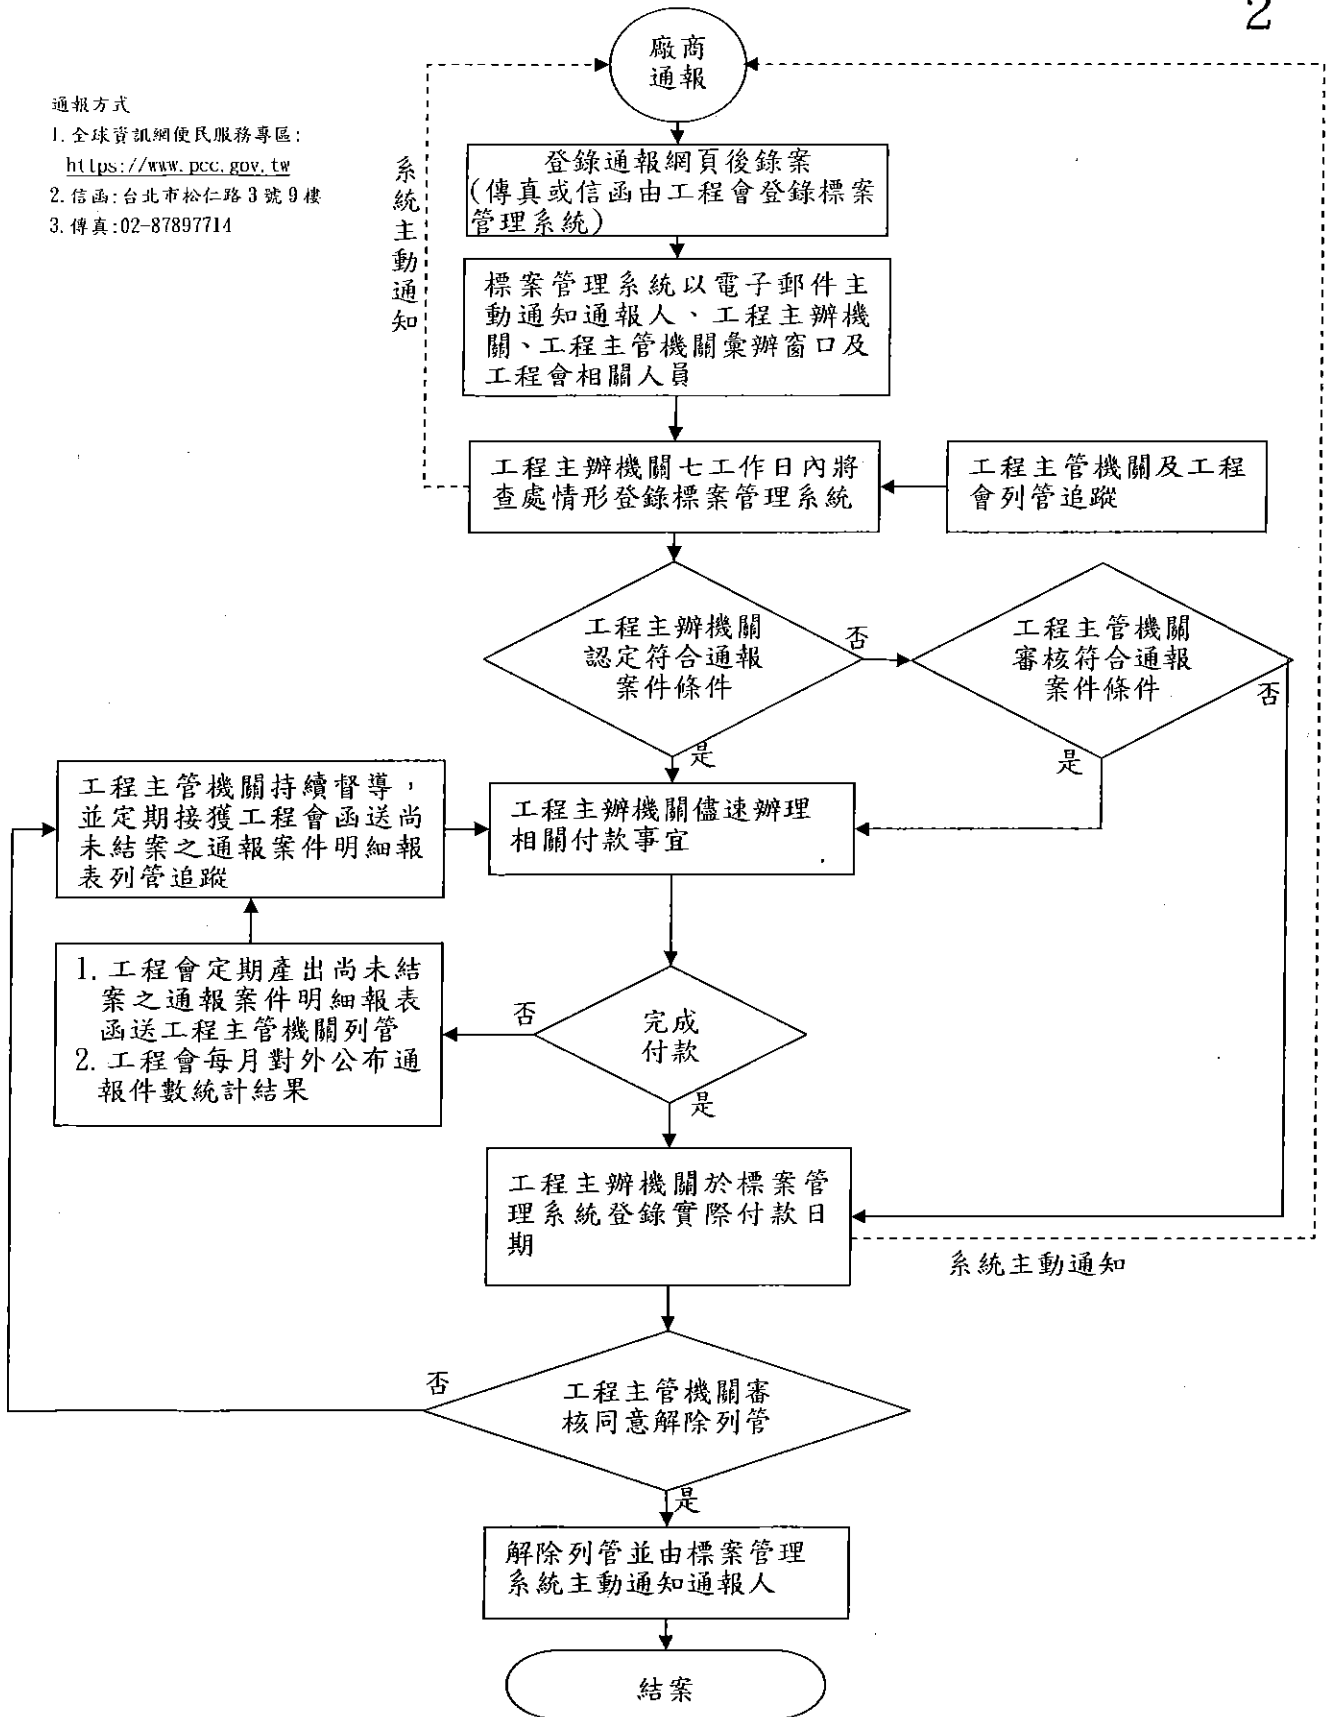 2
廠商
通報
通報方式
1.全球資訊網便民服務專區:
https://www.pcc.gov.tw
2.信函:台北市松仁路3號9樓
3.傳真:02-87897714
系統主動通知
登錄通報網頁後錄案
(傳真或信函由工程會登錄標案
管理系統)
標案管理系統以電子郵件主
動通知通報人、工程主辦機
關、工程主管機關彙辦窗口及
工程會相關人員
工程主辦機關七工作日內將
查處情形登錄標案管理系統
工程主管機關及工程
會列管追蹤
工程主辦機關
認定符合通報
案件條件
否
工程主管機關
審核符合通報
案件條件
否
是
是
工程主管機關持續督導,
並定期接獲工程會函送尚
未結案之通報案件明細報
表列管追蹤
工程主辦機關儘速辦理
相關付款事宜
1.工程會定期產出尚未結
案之通報案件明細報表
函送工程主管機關列管
2.工程會每月對外公布通
報件數統計結果
否
完成
付款
是
工程主辦機關於標案管
理系統登錄實際付款日
期
系統主動通知
否
工程主管機關審
核同意解除列管
是
解除列管並由標案管理
系統主動通知通報人
結案